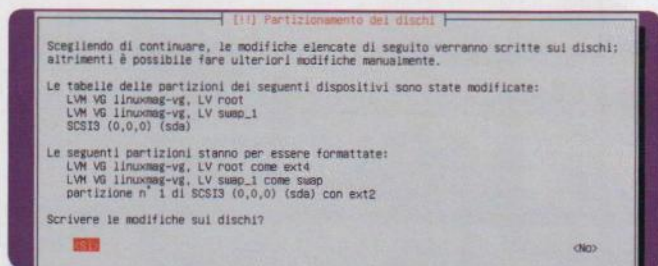 [!!] Partizionamento dei dischi
Scegliendo di continuare, le modifiche elencate di seguito verranno scritte sui dischi;
altrimenti è possibile fare ulteriori modifiche manualmente.
Le tabelle delle partizioni dei seguenti dispositivi sono state modificate:
LVM VG linuxmag-vg, LV root
LVM VG linuxmag-vg, LV swap_1
SCSI3 (0,0,0) (sda)
Le seguenti partizioni stanno per essere formattate:
LVM VG linuxmag-vg, LV root come ext4
LVM VG linuxmag-vg, LV swap_1 come swap
partizione n° 1 di SCSI3 (0,0,0) (sda) con ext2
Scrivere le modifiche sui dischi?
<Sì> <No>